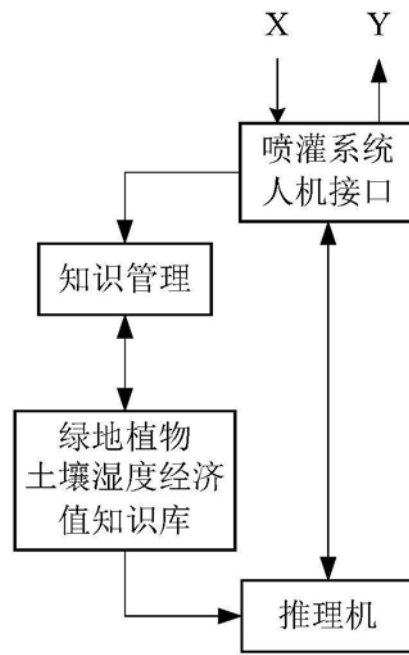 X Y
喷灌系统
人机接口
知识管理
绿地植物
土壤湿度经济
值知识库
推理机